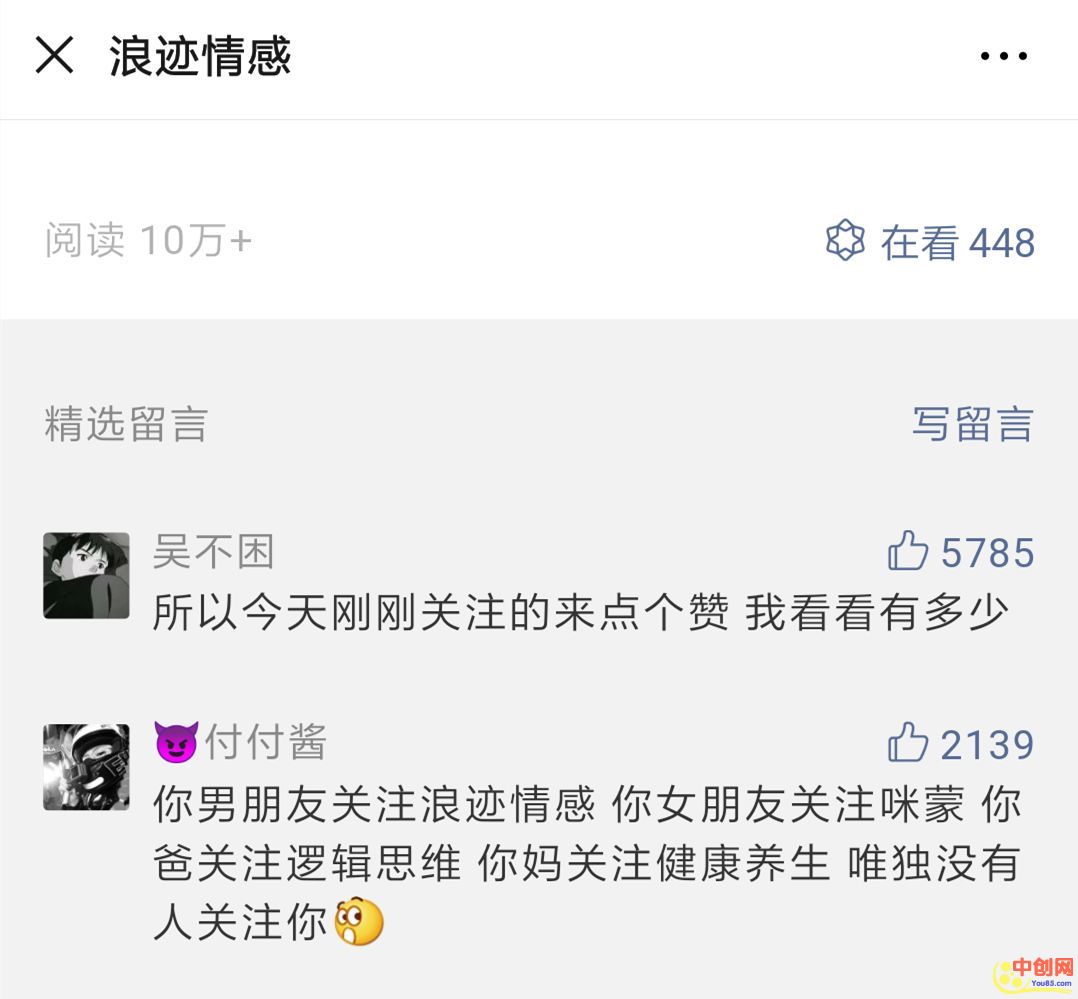 浪迹情感
阅读 10万+
在看 448
精选留言
写留言
吴不困
5785
所以今天刚刚关注的来点个赞 我看看有多少
😈付付酱
2139
你男朋友关注浪迹情感 你女朋友关注咪蒙 你
爸关注逻辑思维 你妈关注健康养生 唯独没有
人关注你
中创网
You85.com